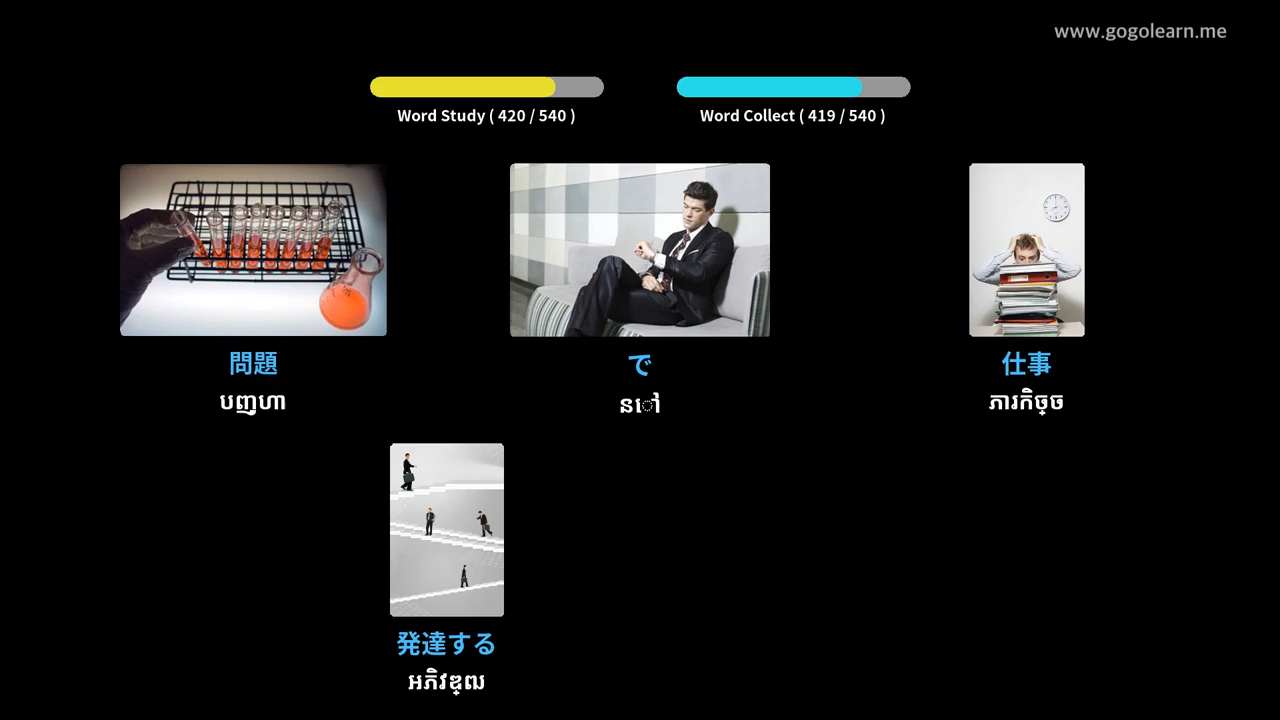 www.gogolearn.me
Word Study ( 420 / 540 )
Word Collect ( 419 / 540 )
問題
で
仕事
បញ្ហា
នៅ
ភារកិច្ច
発達する
អភិវឌ្ឍ